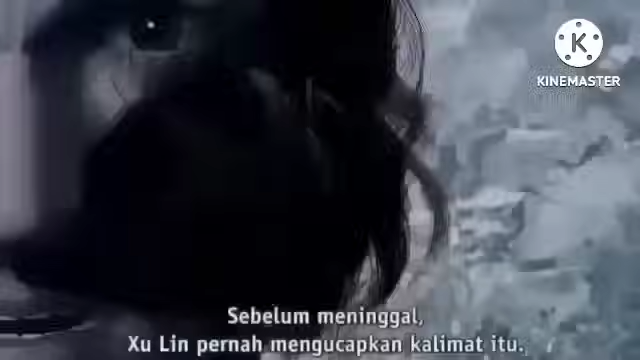 K
KINEMASTER
Sebelum meninggal,
Xu Lin pernah mengucapkan kalimat itu.